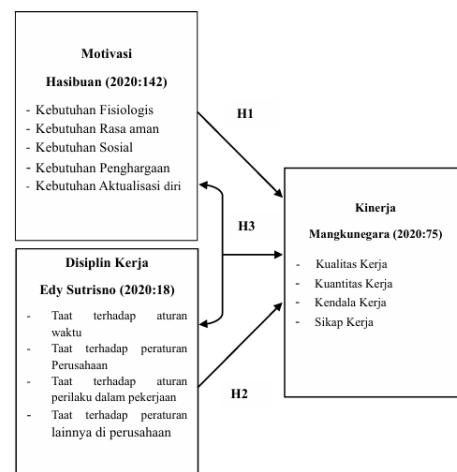 Motivasi
Hasibuan (2020:142)
- Kebutuhan Fisiologis
- Kebutuhan Rasa aman
- Kebutuhan Sosial
- Kebutuhan Penghargaan
- Kebutuhan Aktualisasi diri
H1
H3
Kinerja
Mangkunegara (2020:75)
- Kualitas Kerja
- Kuantitas Kerja
- Kendala Kerja
- Sikap Kerja
Disiplin Kerja
Edy Sutrisno (2020:18)
- Taat terhadap aturan
waktu
- Taat terhadap peraturan
Perusahaan
- Taat terhadap aturan
perilaku dalam pekerjaan
- Taat terhadap peraturan
lainnya di perusahaan
H2